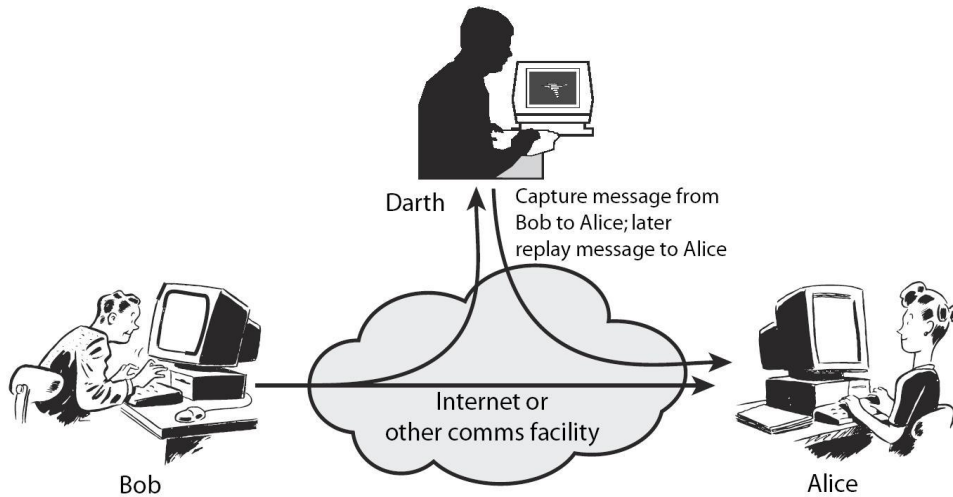 Darth
Capture message from
Bob to Alice; later
replay message to Alice
Internet or
other comms facility
Bob
Alice